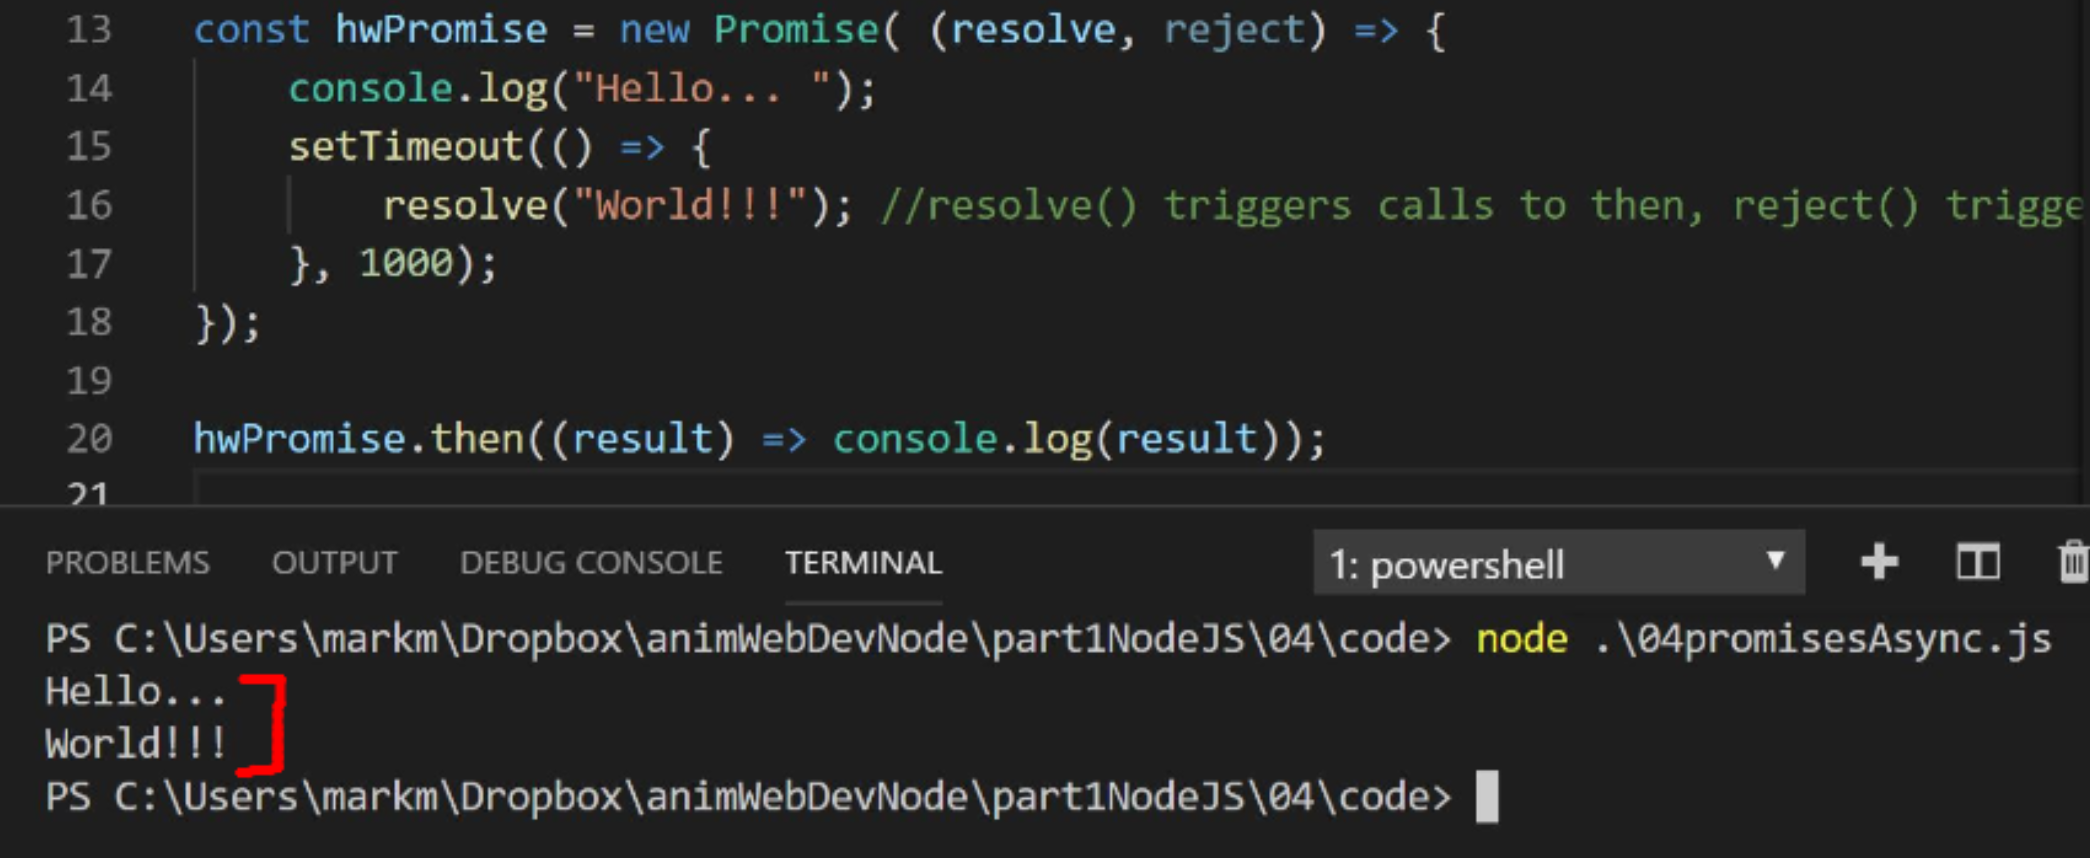 13 const hwPromise = new Promise( (resolve, reject) => {
14 console.log("Hello... ");
15 setTimeout(() => {
16 resolve("World!!!"); //resolve() triggers calls to then, reject() trigge
17 }, 1000);
18 });
19
20 hwPromise.then((result) => console.log(result));
21
PROBLEMS OUTPUT DEBUG CONSOLE TERMINAL 1: powershell
PS C:\Users\markm\Dropbox\animWebDevNode\part1NodeJS\04\code> node .\04promisesAsync.js
Hello...
World!!!
PS C:\Users\markm\Dropbox\animWebDevNode\part1NodeJS\04\code>